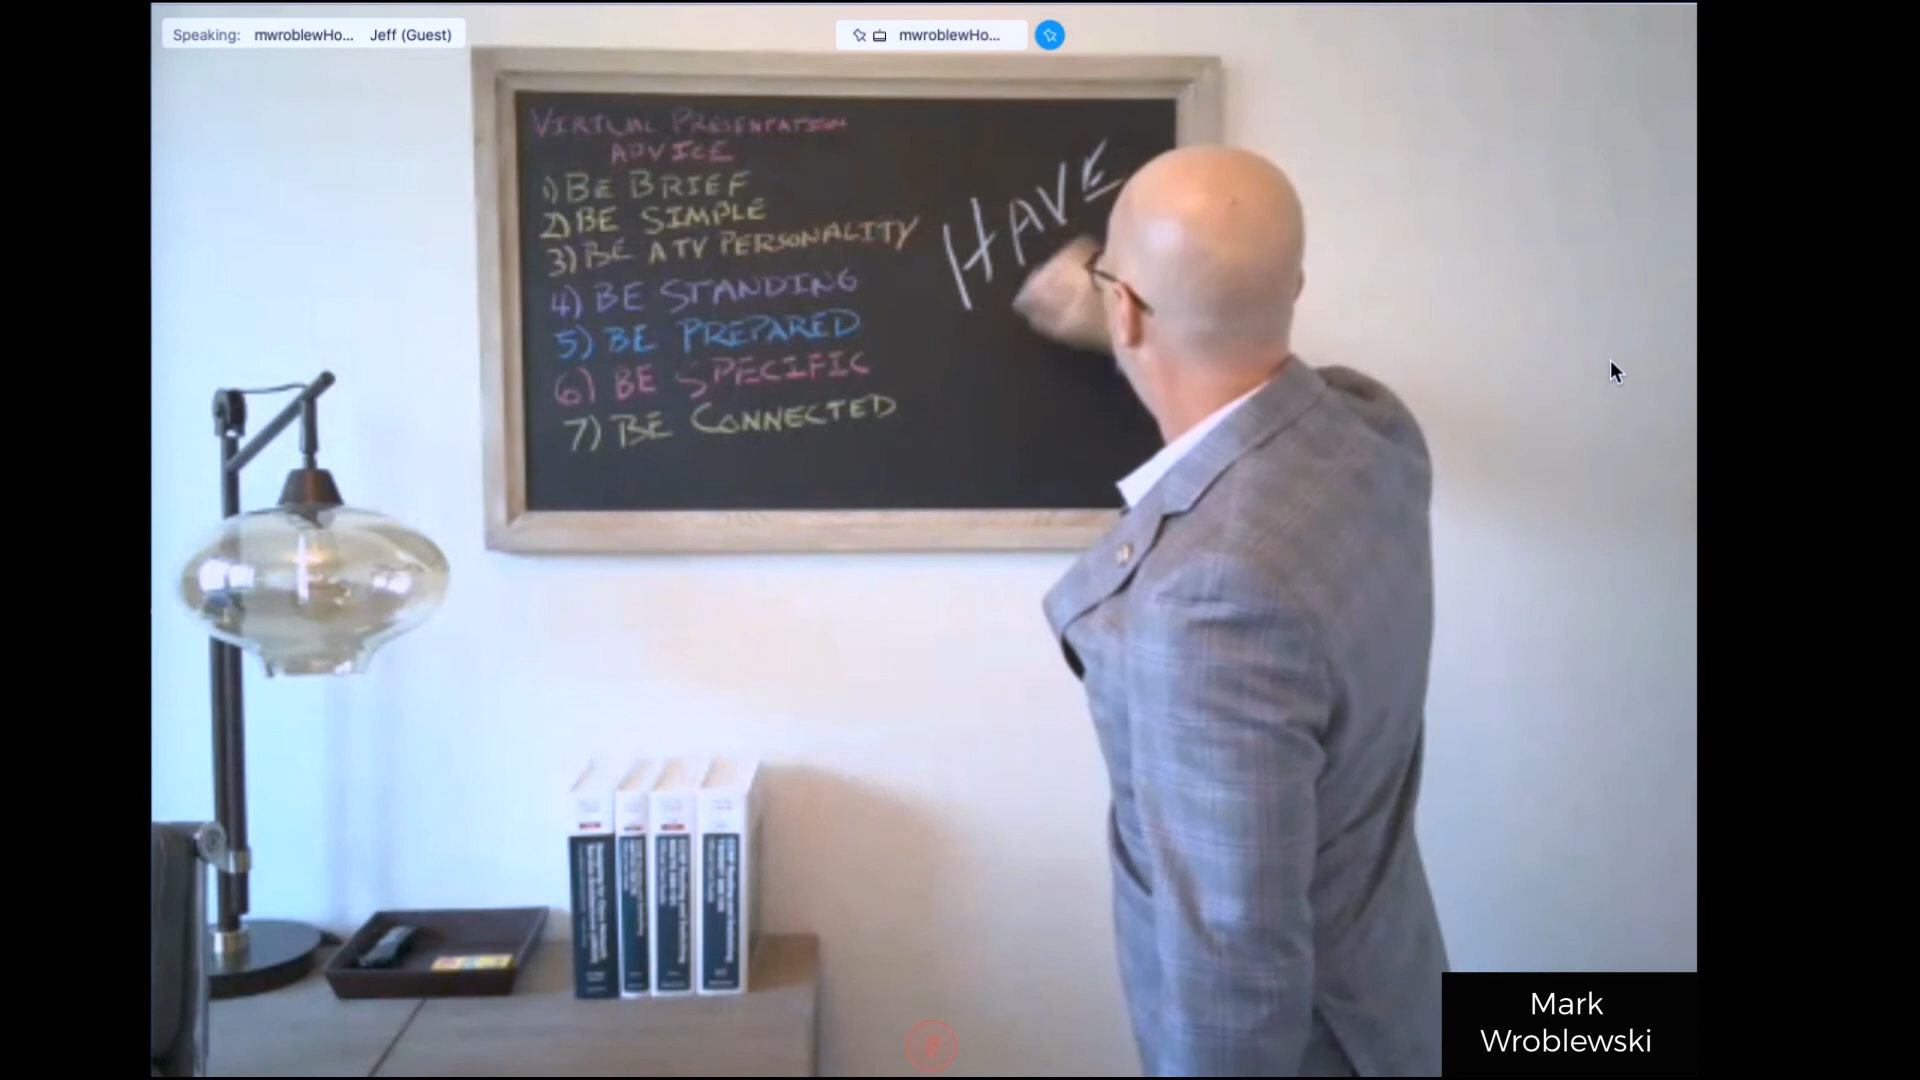 Speaking: mwroblewHo... Jeff (Guest)
mwroblewHo...
VIRTUAL PRESENTATION
ADVICE
1) BE BRIEF
2) BE SIMPLE
3) BE A TV PERSONALITY
4) BE STANDING
5) BE PREPARED
6) BE SPECIFIC
7) BE CONNECTED
HAVE
Mark
Wroblewski